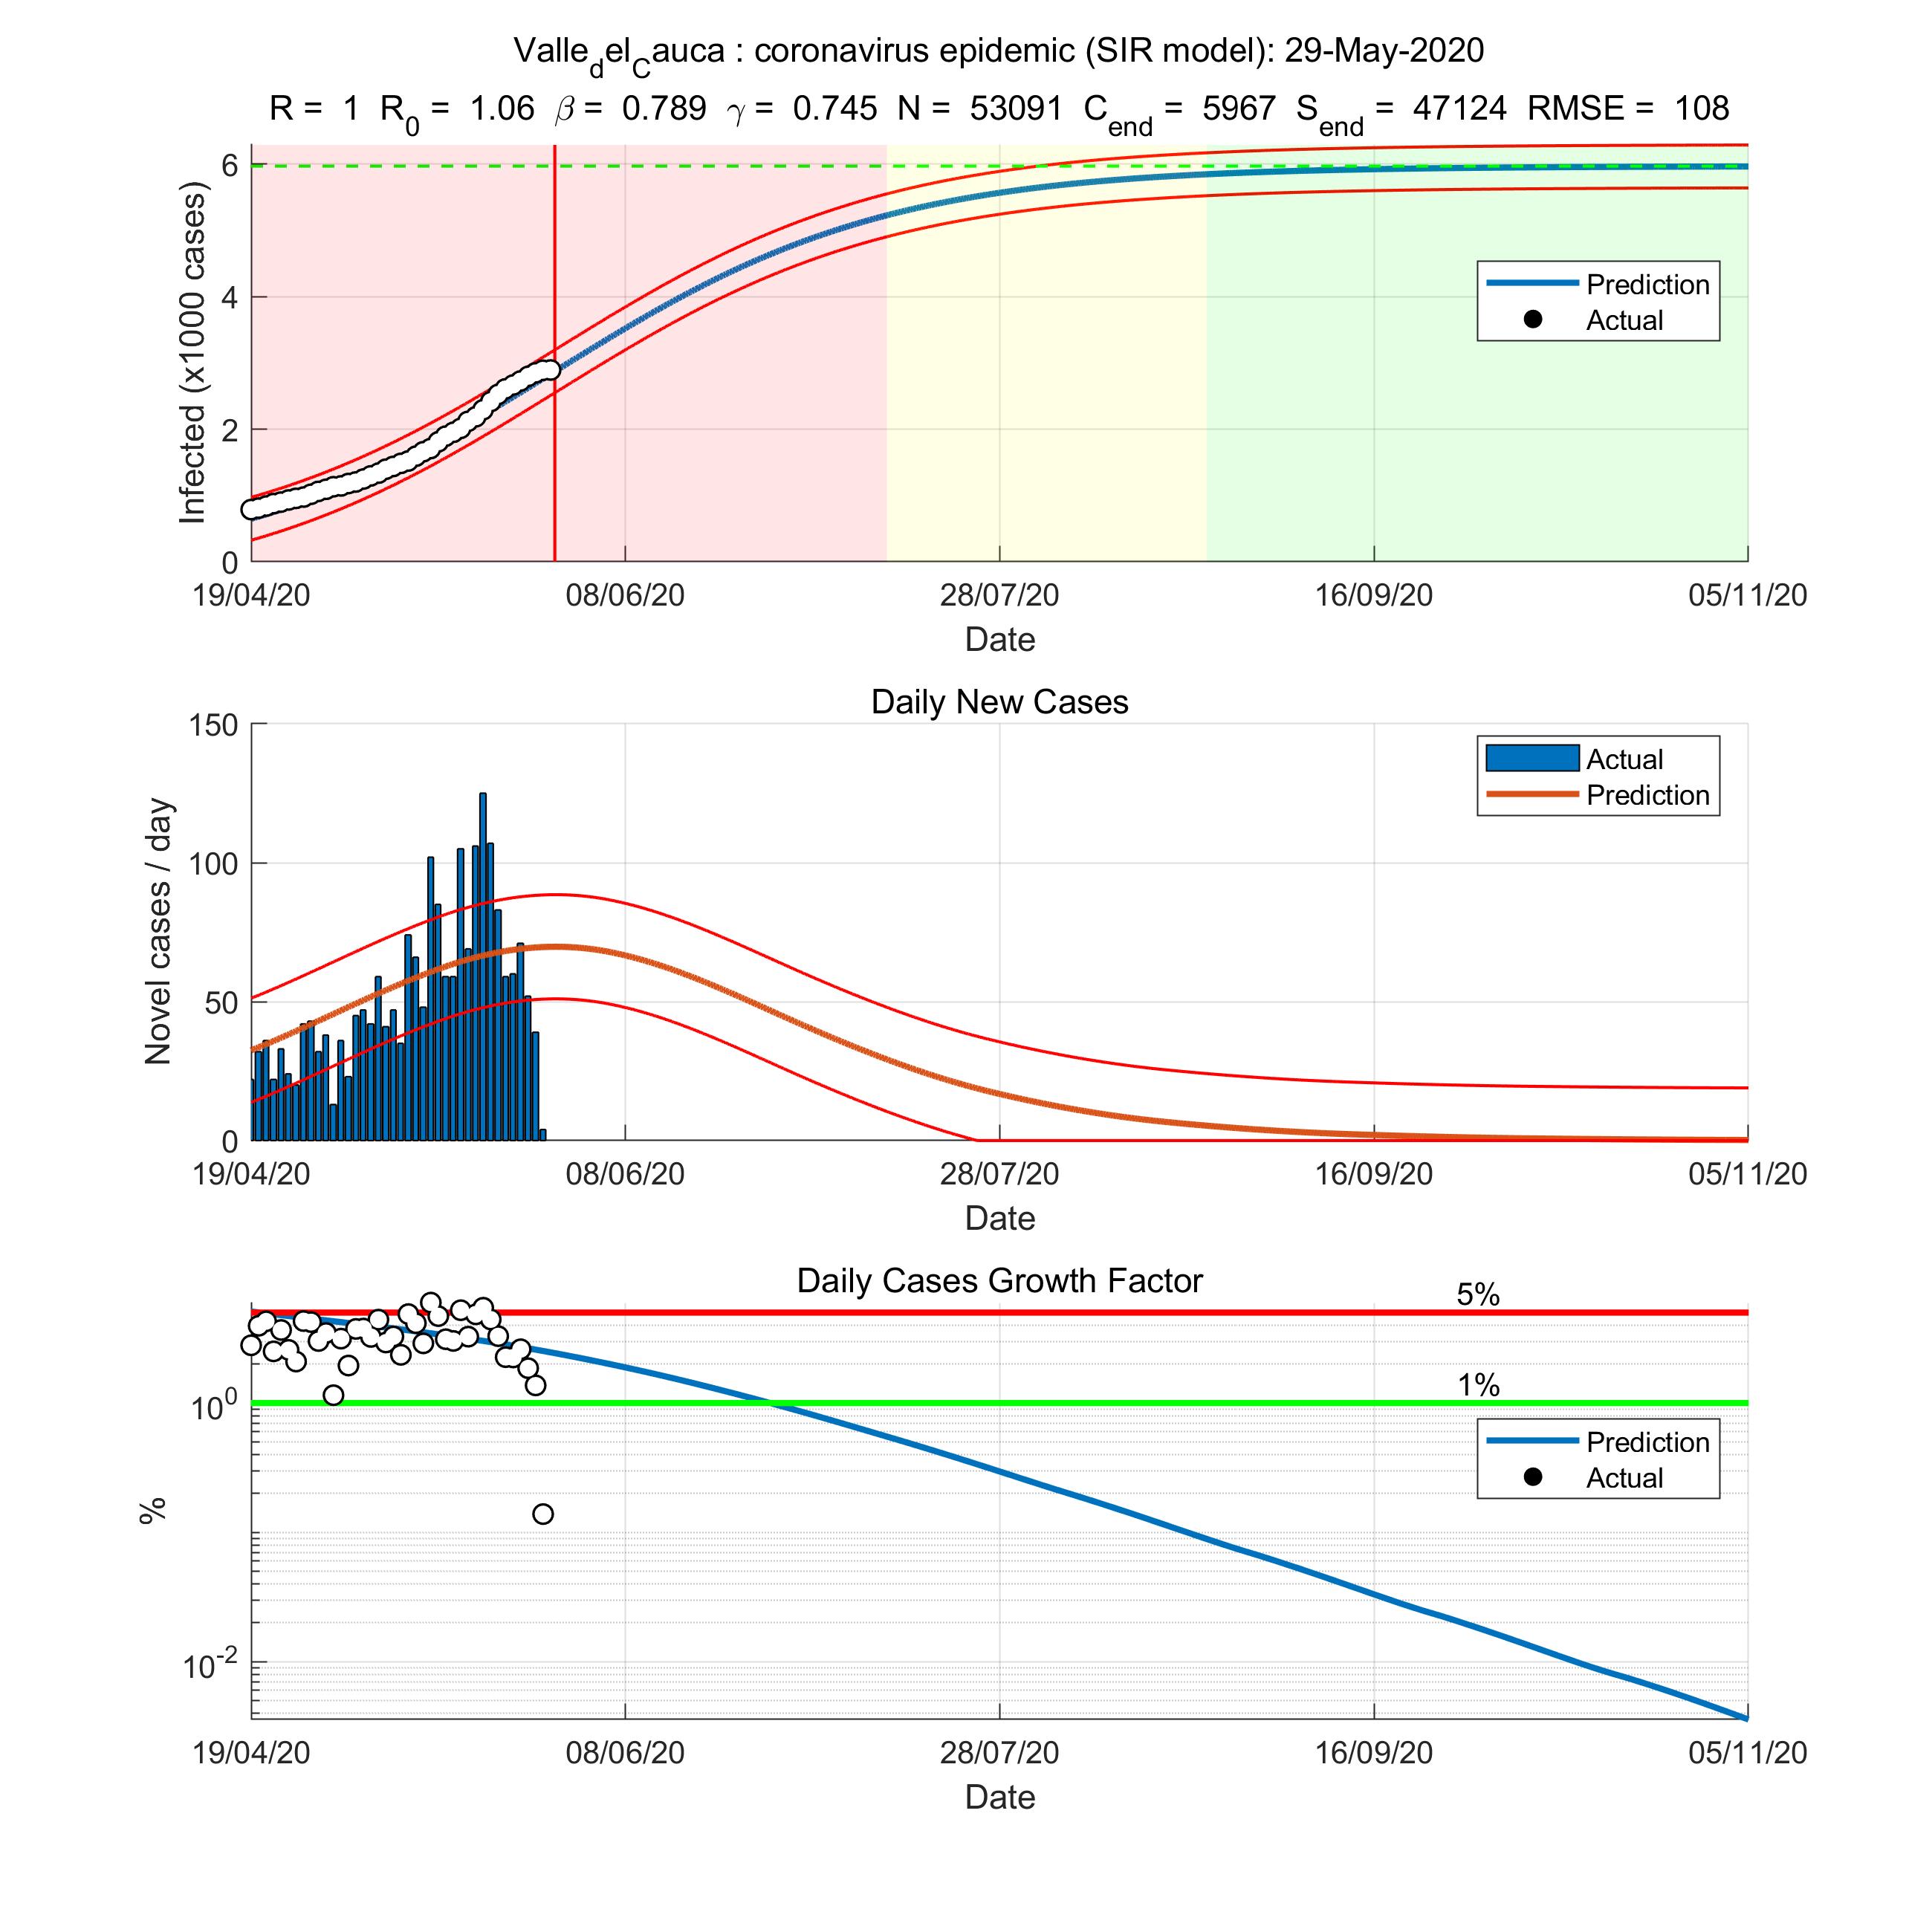 Valle_del_Cauca : coronavirus epidemic (SIR model): 29-May-2020
R = 1 R0 = 1.06 β = 0.789 γ = 0.745 N = 53091 Cend = 5967 Send = 47124 RMSE = 108
6
4
2
0
Infected (x1000 cases)
Prediction
Actual
19/04/20 08/06/20 28/07/20 16/09/20 05/11/20
Date
Daily New Cases
150
100
50
0
Novel cases / day
Actual
Prediction
19/04/20 08/06/20 28/07/20 16/09/20 05/11/20
Date
Daily Cases Growth Factor
5%
1%
10^0
10^-2
%
Prediction
Actual
19/04/20 08/06/20 28/07/20 16/09/20 05/11/20
Date